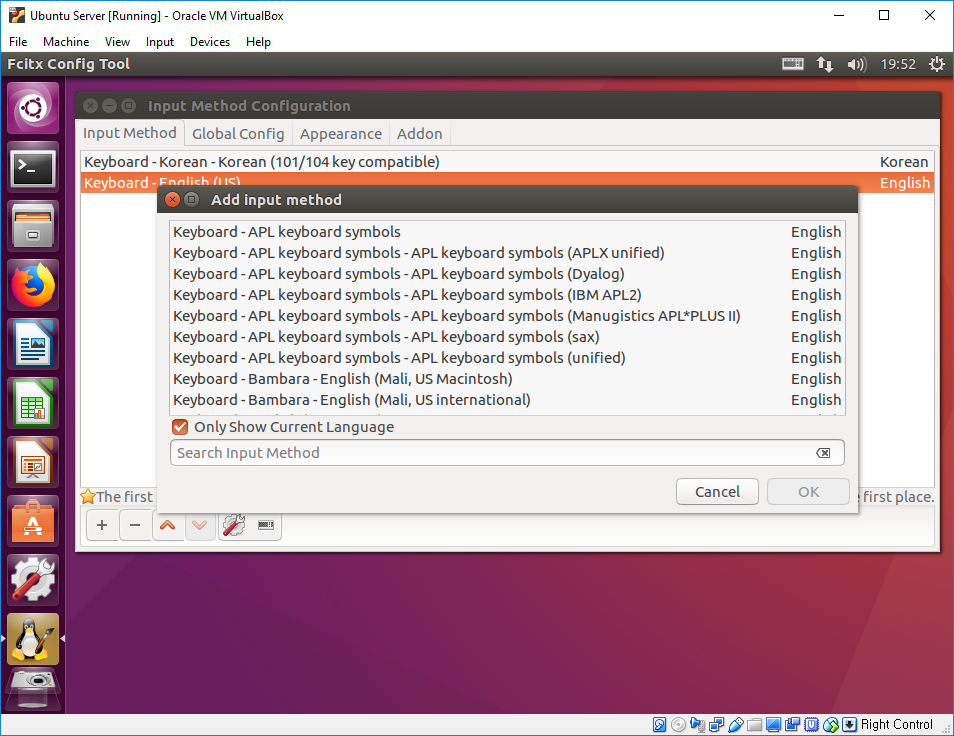 Ubuntu Server [Running] - Oracle VM VirtualBox
File Machine View Input Devices Help
Fcitx Config Tool 19:52
Input Method Configuration
Input Method Global Config Appearance Addon
Keyboard - Korean - Korean (101/104 key compatible) Korean
Keyboard - English (US) English
Add input method
Keyboard - APL keyboard symbols English
Keyboard - APL keyboard symbols - APL keyboard symbols (APLX unified) English
Keyboard - APL keyboard symbols - APL keyboard symbols (Dyalog) English
Keyboard - APL keyboard symbols - APL keyboard symbols (IBM APL2) English
Keyboard - APL keyboard symbols - APL keyboard symbols (Manugistics APL*PLUS II) English
Keyboard - APL keyboard symbols - APL keyboard symbols (sax) English
Keyboard - APL keyboard symbols - APL keyboard symbols (unified) English
Keyboard - Bambara - English (Mali, US Macintosh) English
Keyboard - Bambara - English (Mali, US international) English
Only Show Current Language
Search Input Method
The first first place.
Cancel OK
Right Control